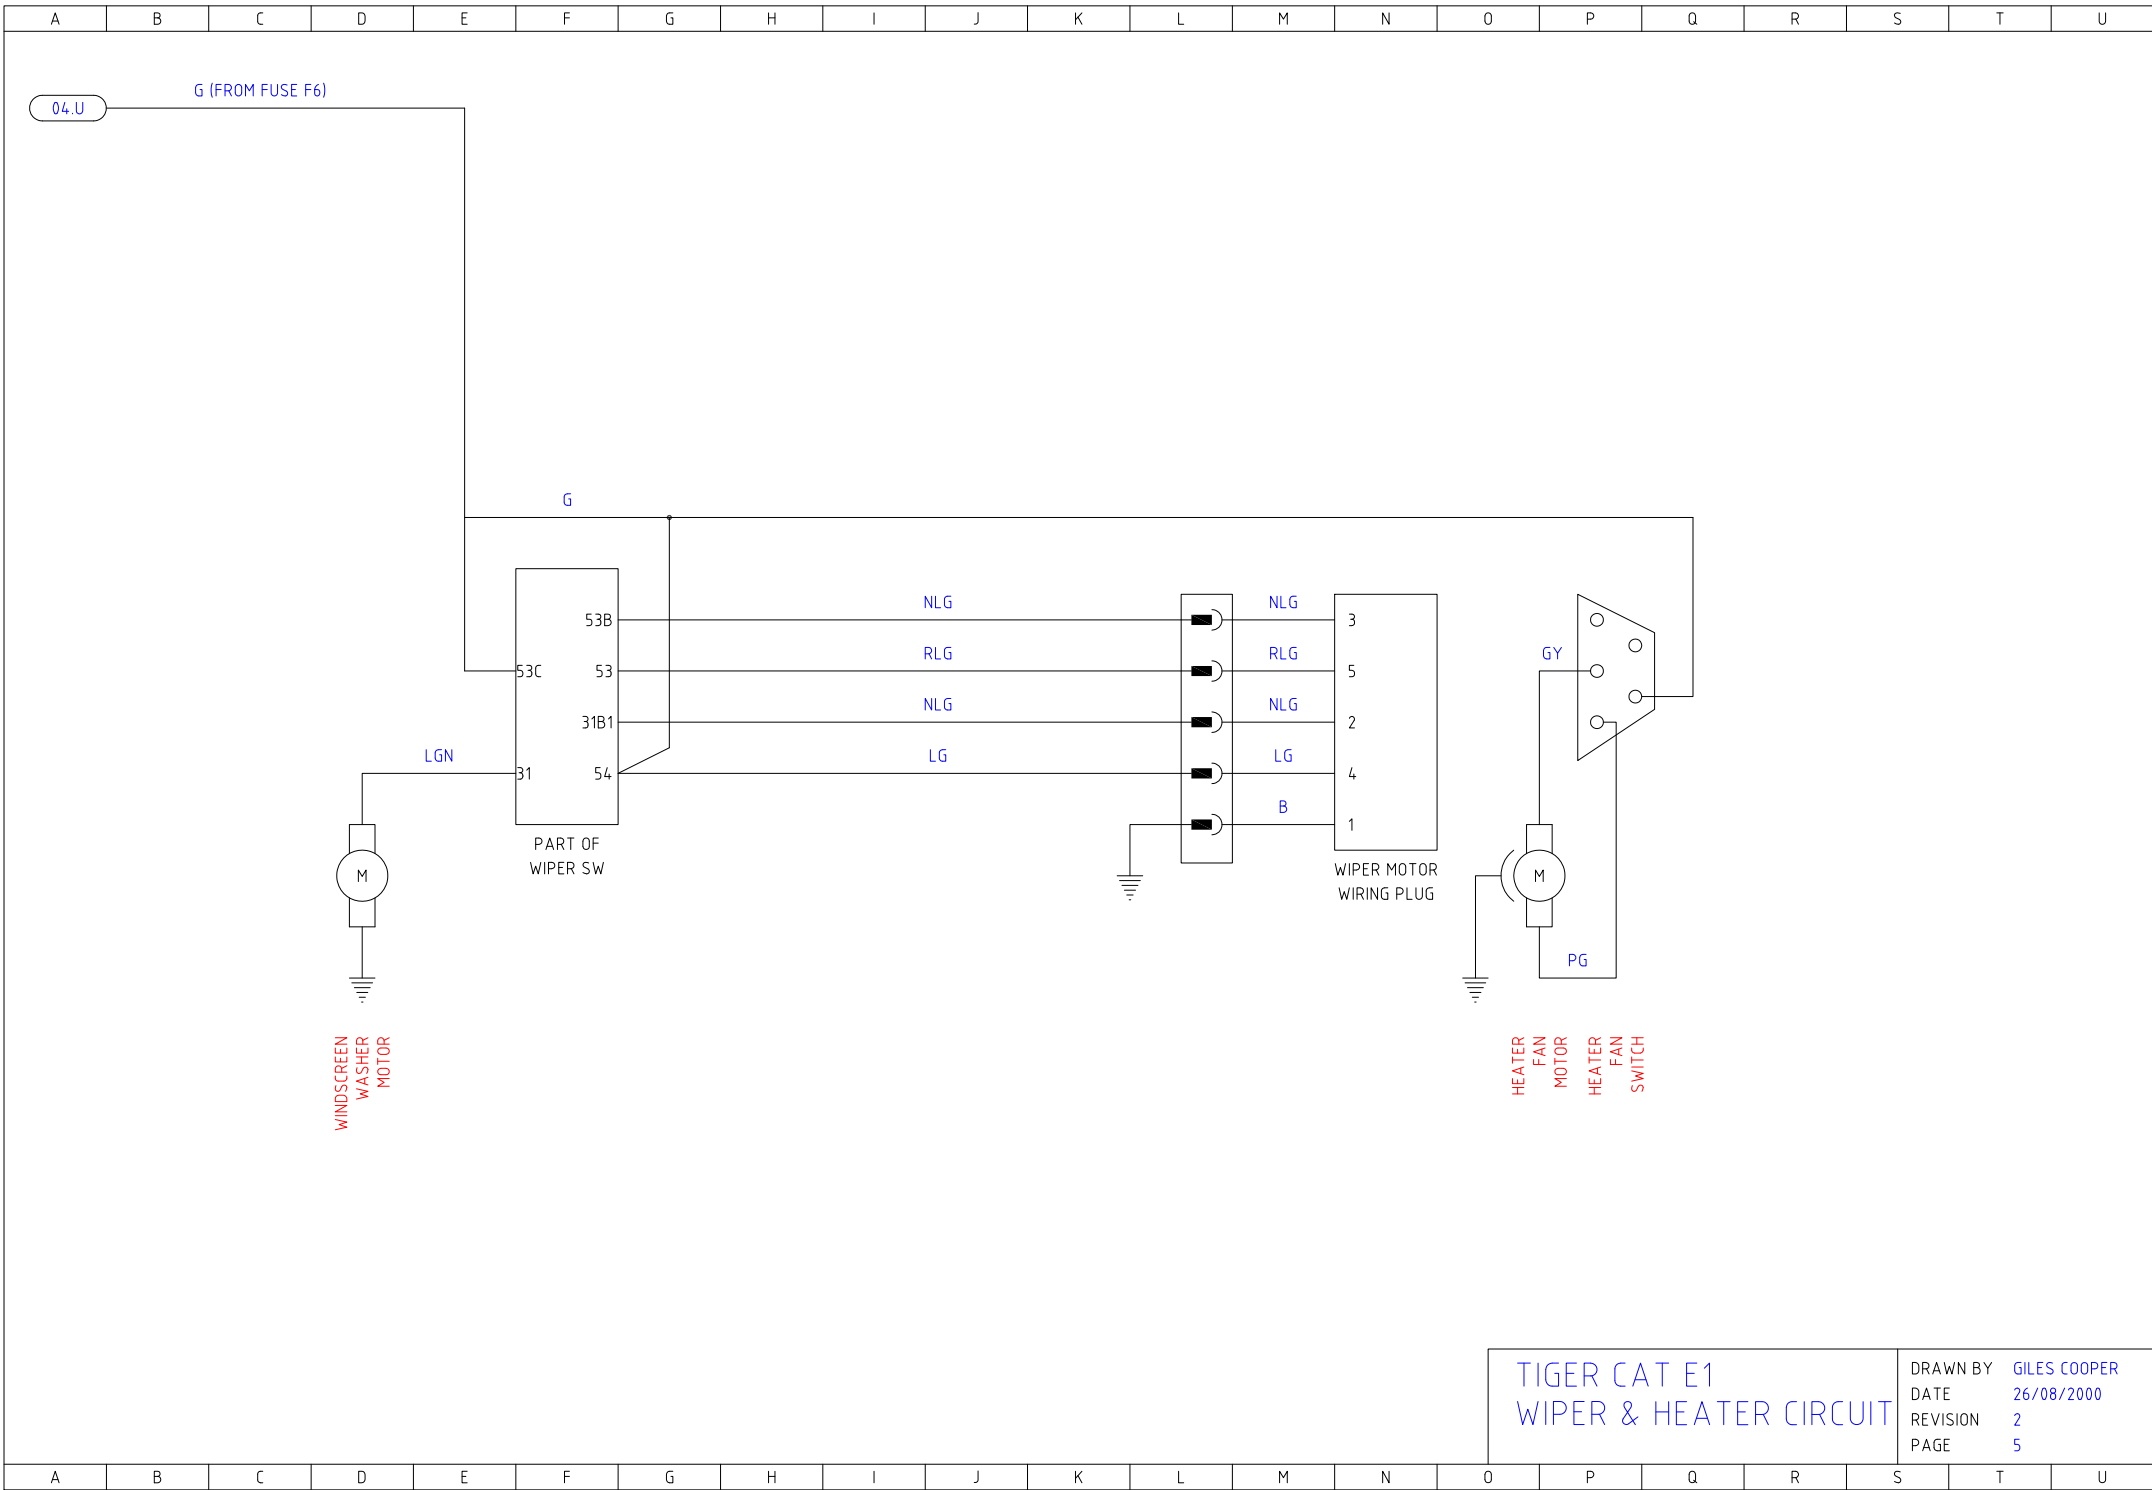 A B C D E F G H I J K L M N O P Q R S T U
G (FROM FUSE F6)
04.U
G
NLG NLG
53B 3
RLG RLG GY
53C 53 5
NLG NLG
31B1 2
LGN LG LG
31 54 4
B
1
PART OF
WIPER SW
WIPER MOTOR
WIRING PLUG
M M
PG
WINDSCREEN
WASHER
MOTOR
HEATER
FAN
MOTOR
HEATER
FAN
SWITCH
TIGER CAT E1
WIPER & HEATER CIRCUIT
DRAWN BY GILES COOPER
DATE 26/08/2000
REVISION 2
PAGE 5
A B C D E F G H I J K L M N O P Q R S T U